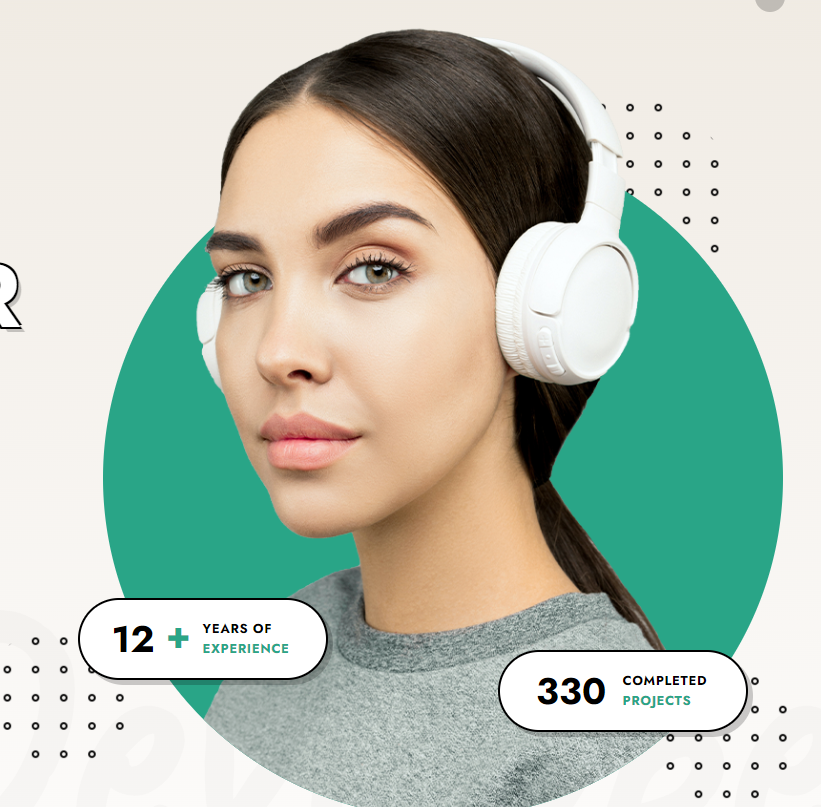 R
12 + YEARS OF
EXPERIENCE
330 COMPLETED
PROJECTS